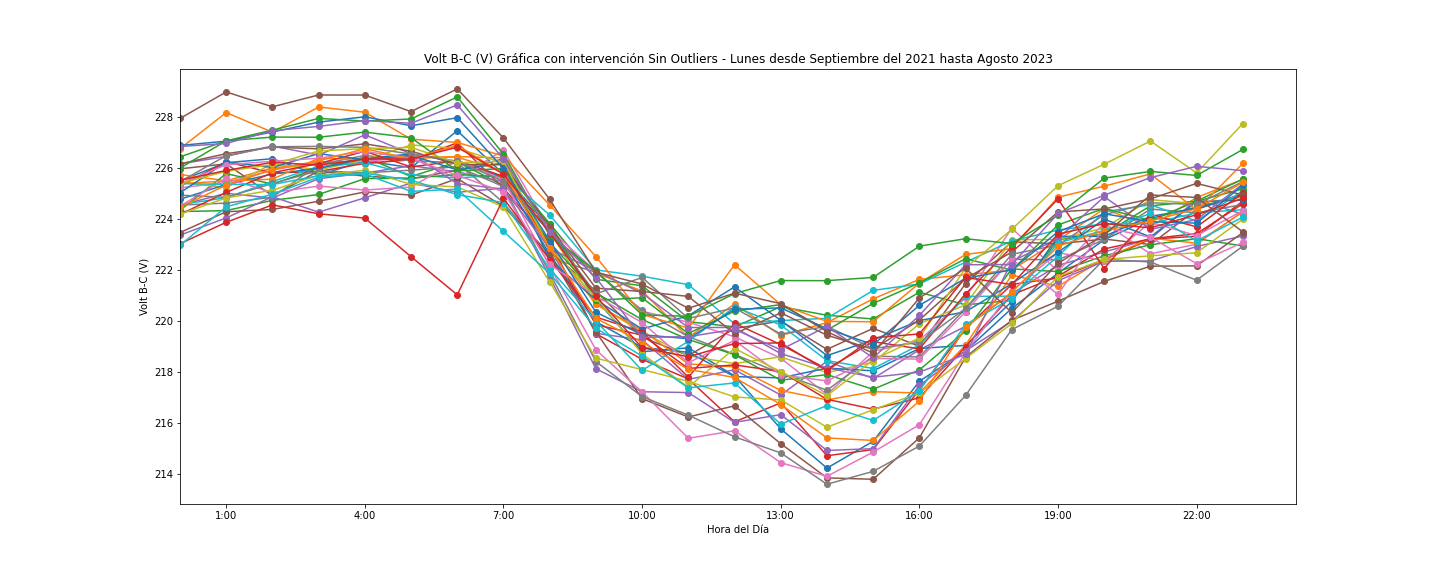 Volt B-C (V) Gráfica con intervención Sin Outliers - Lunes desde Septiembre del 2021 hasta Agosto 2023
Volt B-C (V)
228
226
224
222
220
218
216
214
1:00 4:00 7:00 10:00 13:00 16:00 19:00 22:00
Hora del Día